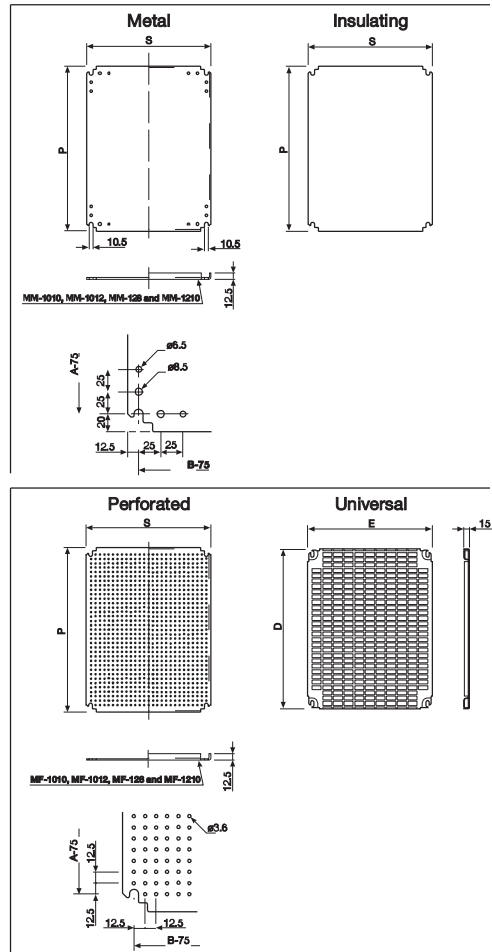 Metal
Insulating
S
S
P
P
10.5
10.5
MM-1010, MM-1012, MM-128 and MM-1210
12.5
ø6.5
ø8.5
A-75
25
25
20
12.5
25
25
B-75
Perforated
Universal
S
E
15
P
D
MF-1010, MF-1012, MF-128 and MF-1210
12.5
ø3.6
A-75
12.5
12.5
12.5
12.5
B-75